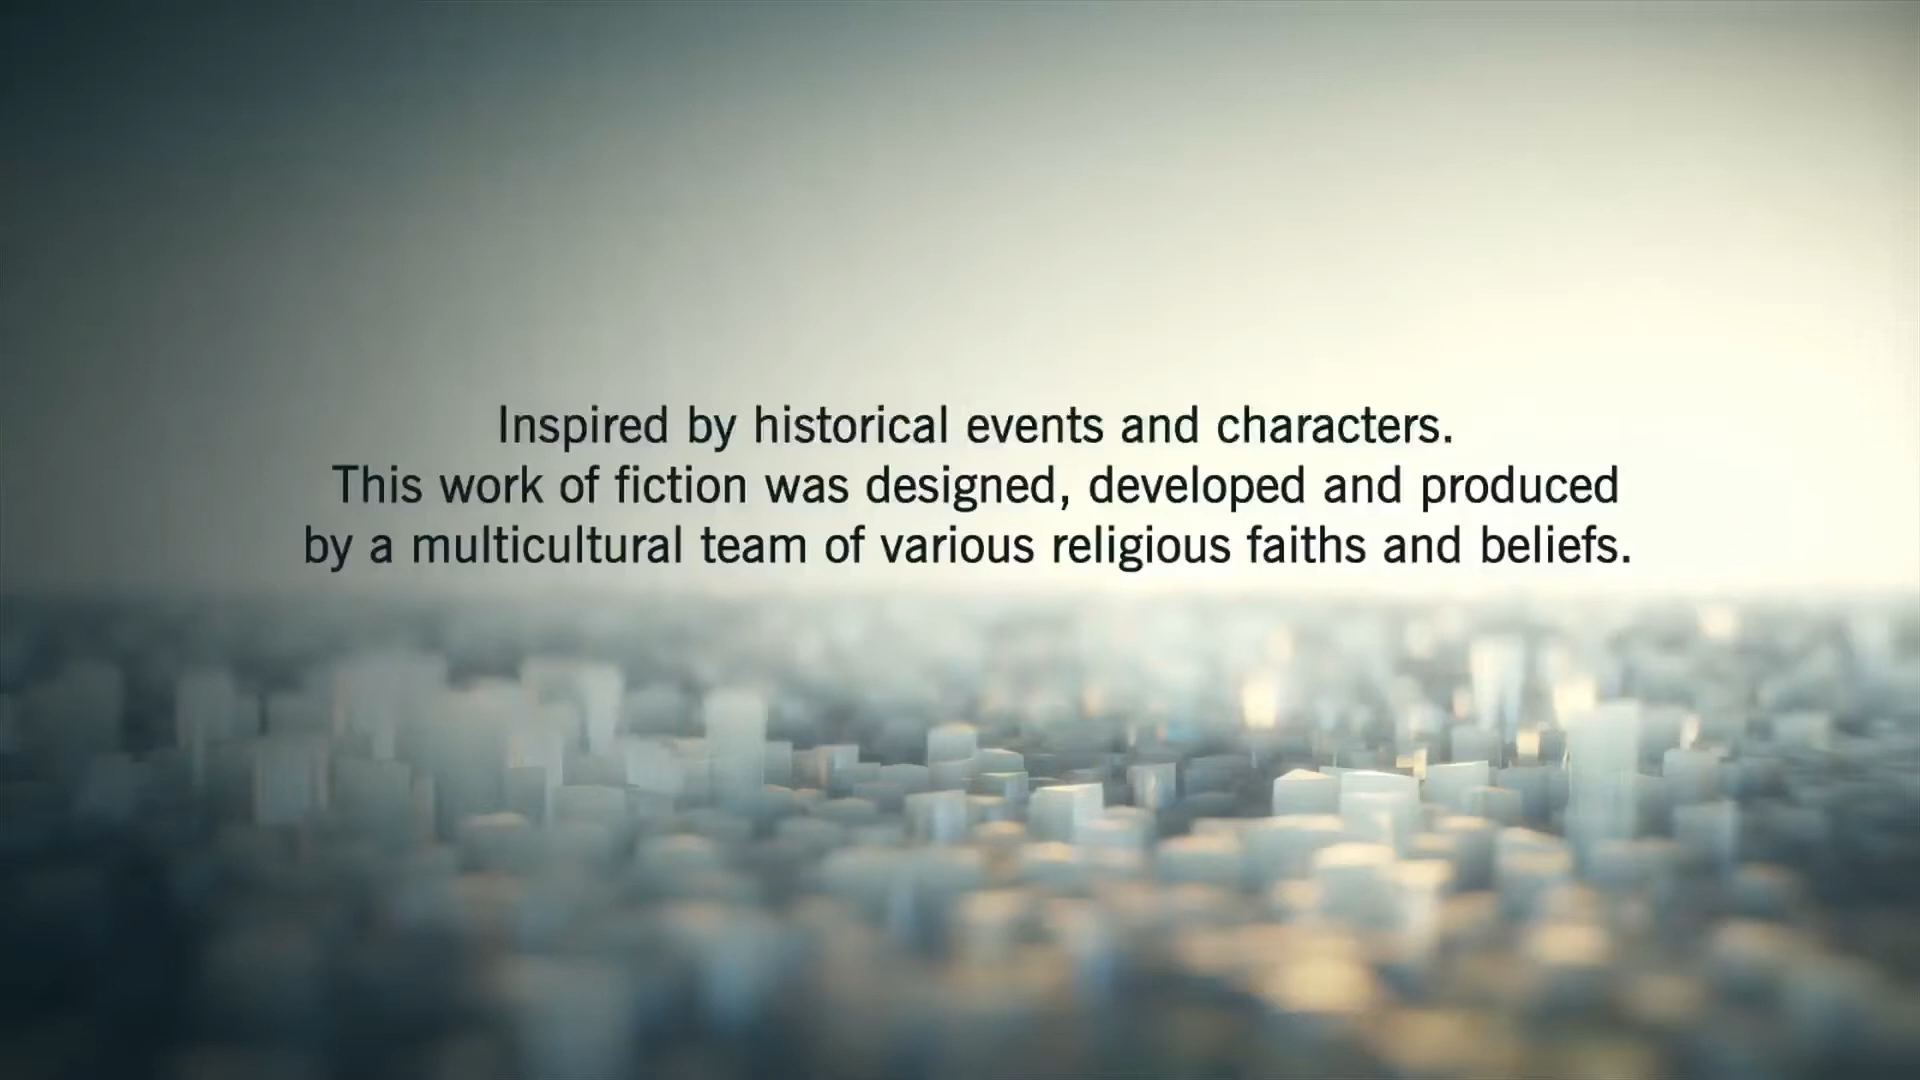 Inspired by historical events and characters.
This work of fiction was designed, developed and produced
by a multicultural team of various religious faiths and beliefs.